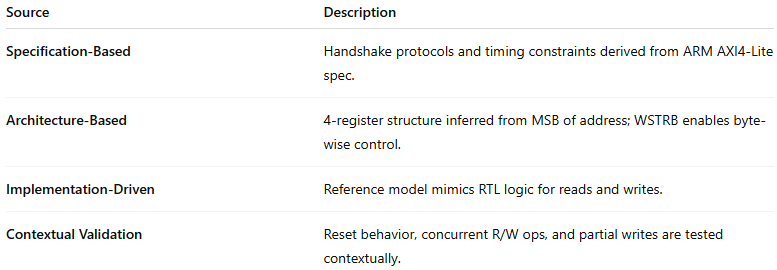 Source Description
Specification-Based Handshake protocols and timing constraints derived from ARM AXI4-Lite
spec.
Architecture-Based 4-register structure inferred from MSB of address; WSTRB enables byte-
wise control.
Implementation-Driven Reference model mimics RTL logic for reads and writes.
Contextual Validation Reset behavior, concurrent R/W ops, and partial writes are tested
contextually.